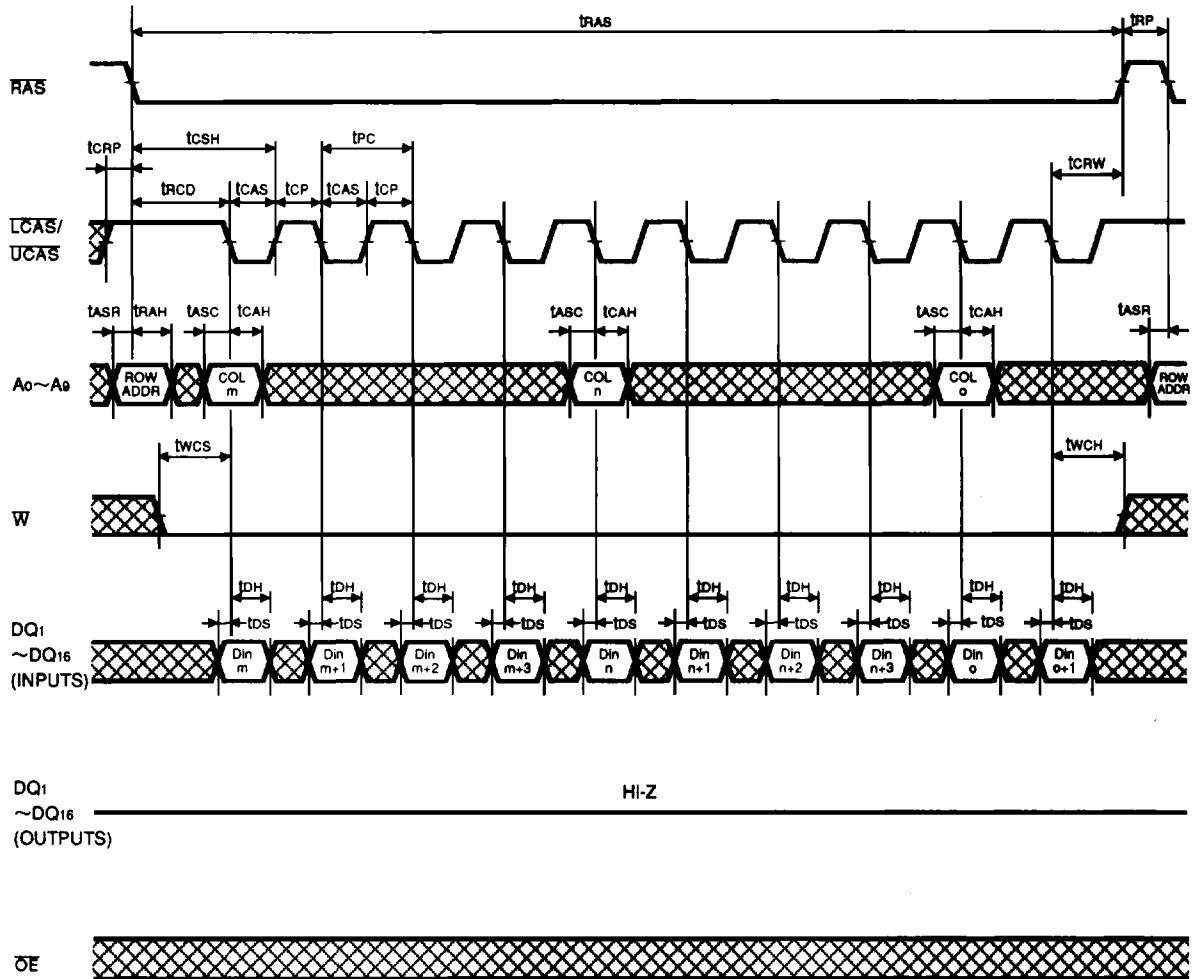 tRAS tRP
RAS
tCRP tCSH tPC tCRW
tRCD tCAS tCP tCAS tCP
LCAS/
UCAS
tASR tRAH tASC tCAH tASC tCAH tASC tCAH tASR
A0~A9 ROW ADDR COL m COL n COL o ROW ADDR
tWCS tWCH
W
tDH tDH tDH tDH tDH tDH tDH tDH tDH tDH
tDS tDS tDS tDS tDS tDS tDS tDS tDS tDS
DQ1
~DQ16
(INPUTS)
Din m Din m+1 Din m+2 Din m+3 Din n Din n+1 Din n+2 Din n+3 Din o Din o+1
DQ1
~DQ16
(OUTPUTS)
HI-Z
OE